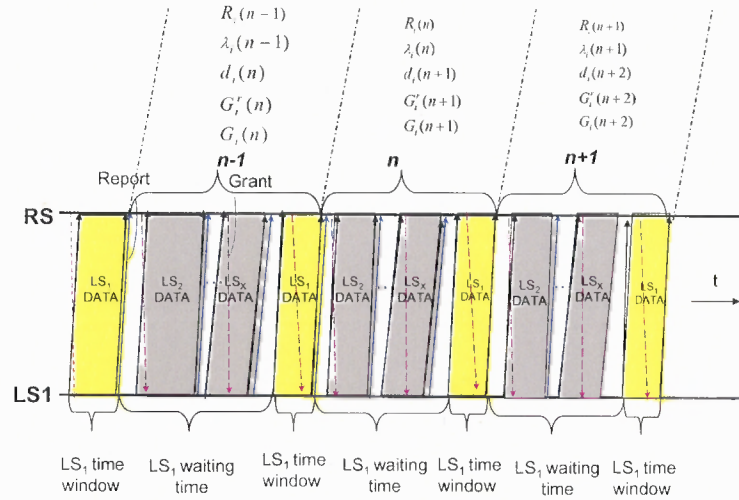 R_i(n−1)
λ_i(n−1)
d_i(n)
G_i^r(n)
G_i(n)
R_i(n)
λ_i(n)
d_i(n+1)
G_i^r(n+1)
G_i(n+1)
R_i(n+1)
λ_i(n+1)
d_i(n+2)
G_i^r(n+2)
G_i(n+2)
n-1
n
n+1
Report
Grant
RS
LS1
DATA
LS2
DATA
...
LSX
DATA
LS1
DATA
LS2
DATA
...
LSX
DATA
LS1
DATA
LS2
DATA
...
LSX
DATA
LS1
DATA
t
LS1
LS1 time
window
LS1 waiting
time
LS1 time
window
LS1 waiting
time
LS1 time
window
LS1 waiting
time
LS1 time
window